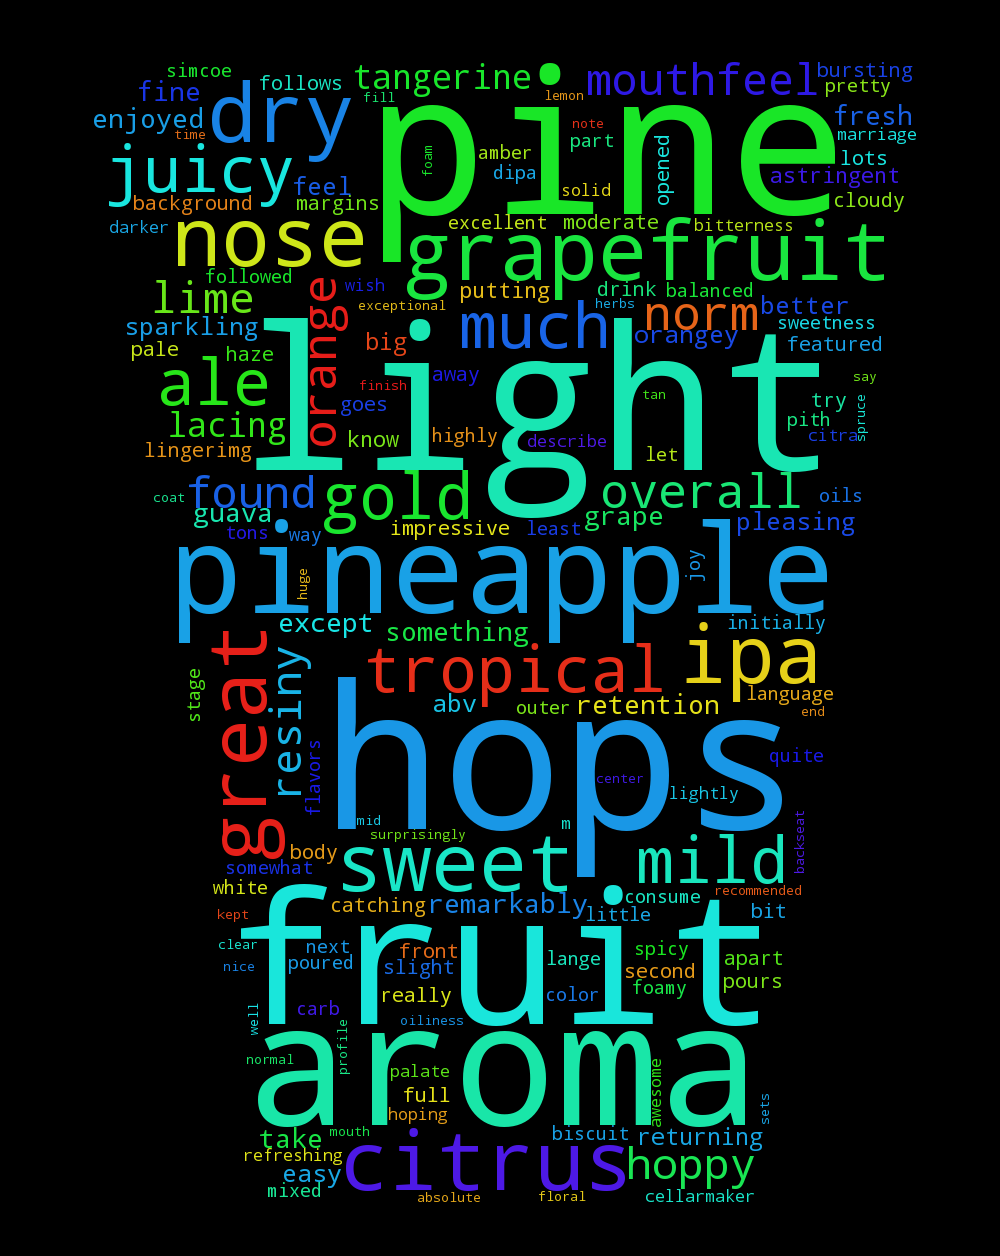 simcoe
follows
tangerine
mouthfeel
bursting
fine
fill
lemon
pretty
enjoyed
dry
pine
fresh
time
note
part
marriage
juicy
foam
amber
opened
lots
feel
dipa
solid
astringent
background
margins
cloudy
darker
nose
excellent
moderate
bitterness
grapefruit
followed
wish
putting
drink
balanced
lime
orange
exceptional
herbs
norm
better
sparkling
much
orangey
sweetness
pale
haze
big
featured
light
ale
away
finish
say
goes
tan
try
lacing
know
highly
describe
pith
citra
spruce
lingerimg
let
coat
found
gold
overall
oils
guava
impressive
least
grape
pleasing
tons
way
pineapple
joy
huge
except
something
initially
great
resiny
tropical
ipa
stage
abv
outer
retention
language
end
flavors
hops
center
quite
lightly
mid
m
surprisingly
backseat
body
sweet
mild
somewhat
white
consume
recommended
kept
catching
remarkably
little
bit
fruit
clear
next
front
spicy
nice
poured
slight
lange
second
apart
really
color
foamy
pours
well
carb
oiliness
aroma
normal
profile
palate
awesome
full
hoping
sets
take
mouth
citrus
biscuit
returning
refreshing
easy
hoppy
mixed
absolute
floral
cellarmaker